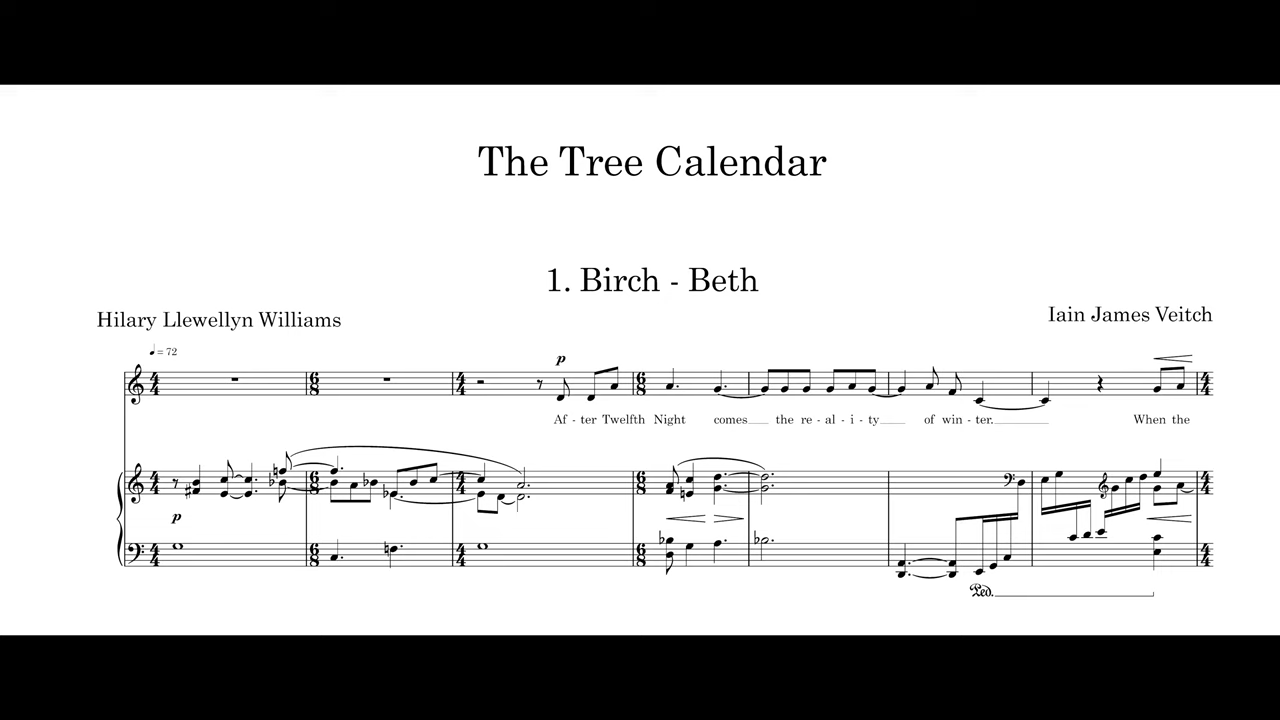 The Tree Calendar
1. Birch - Beth
Hilary Llewellyn Williams
Iain James Veitch
= 72
p
Af - ter Twelfth Night comes the re - al - i - ty of win - ter. When the
p
Ped.